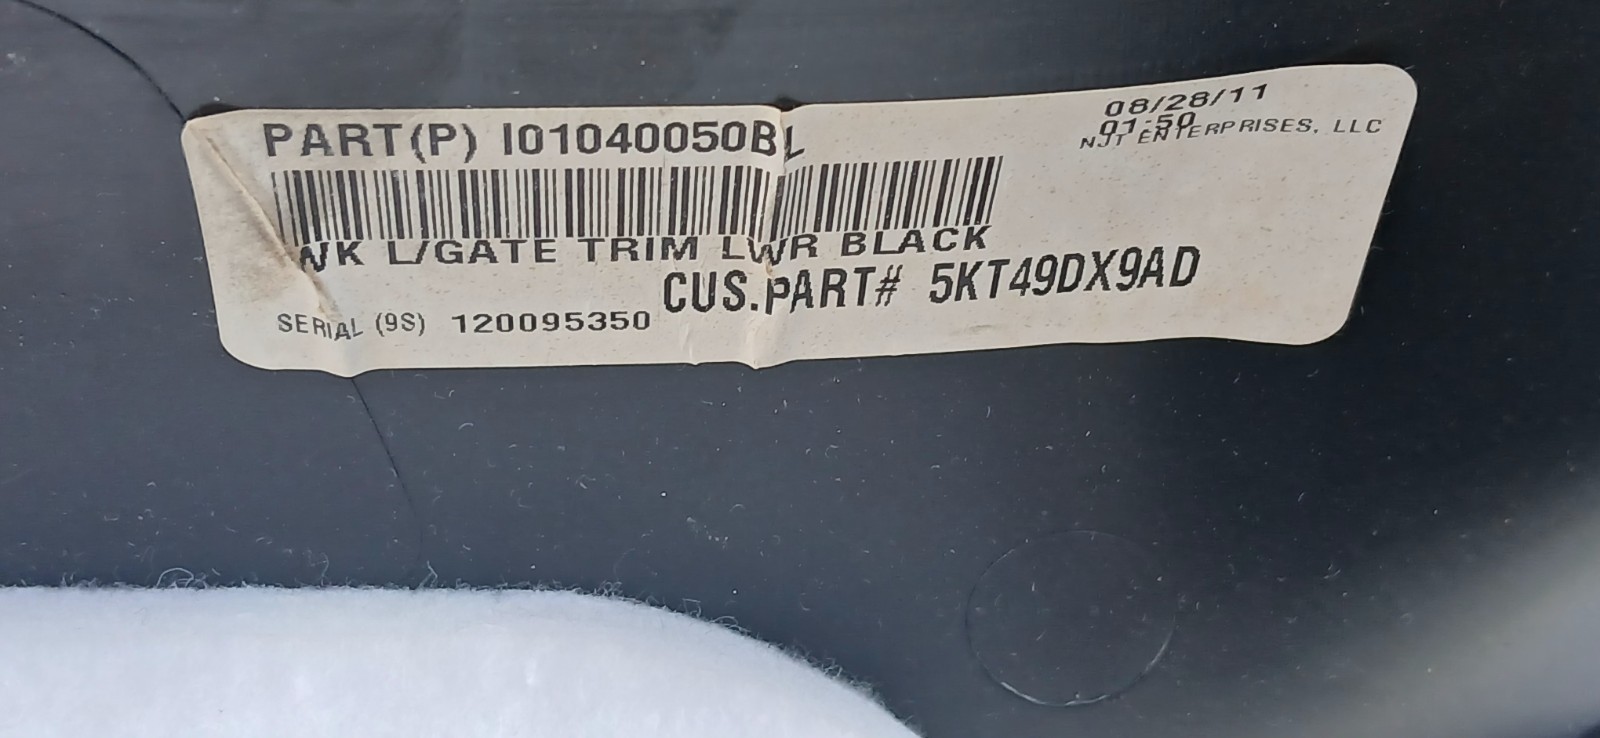 PART(P) I01040050BL
08/28/11
01:50
NJT ENTERPRISES, LLC
WK L/GATE TRIM LWR BLACK
CUS.PART# 5KT49DX9AD
SERIAL (9S) 120095350